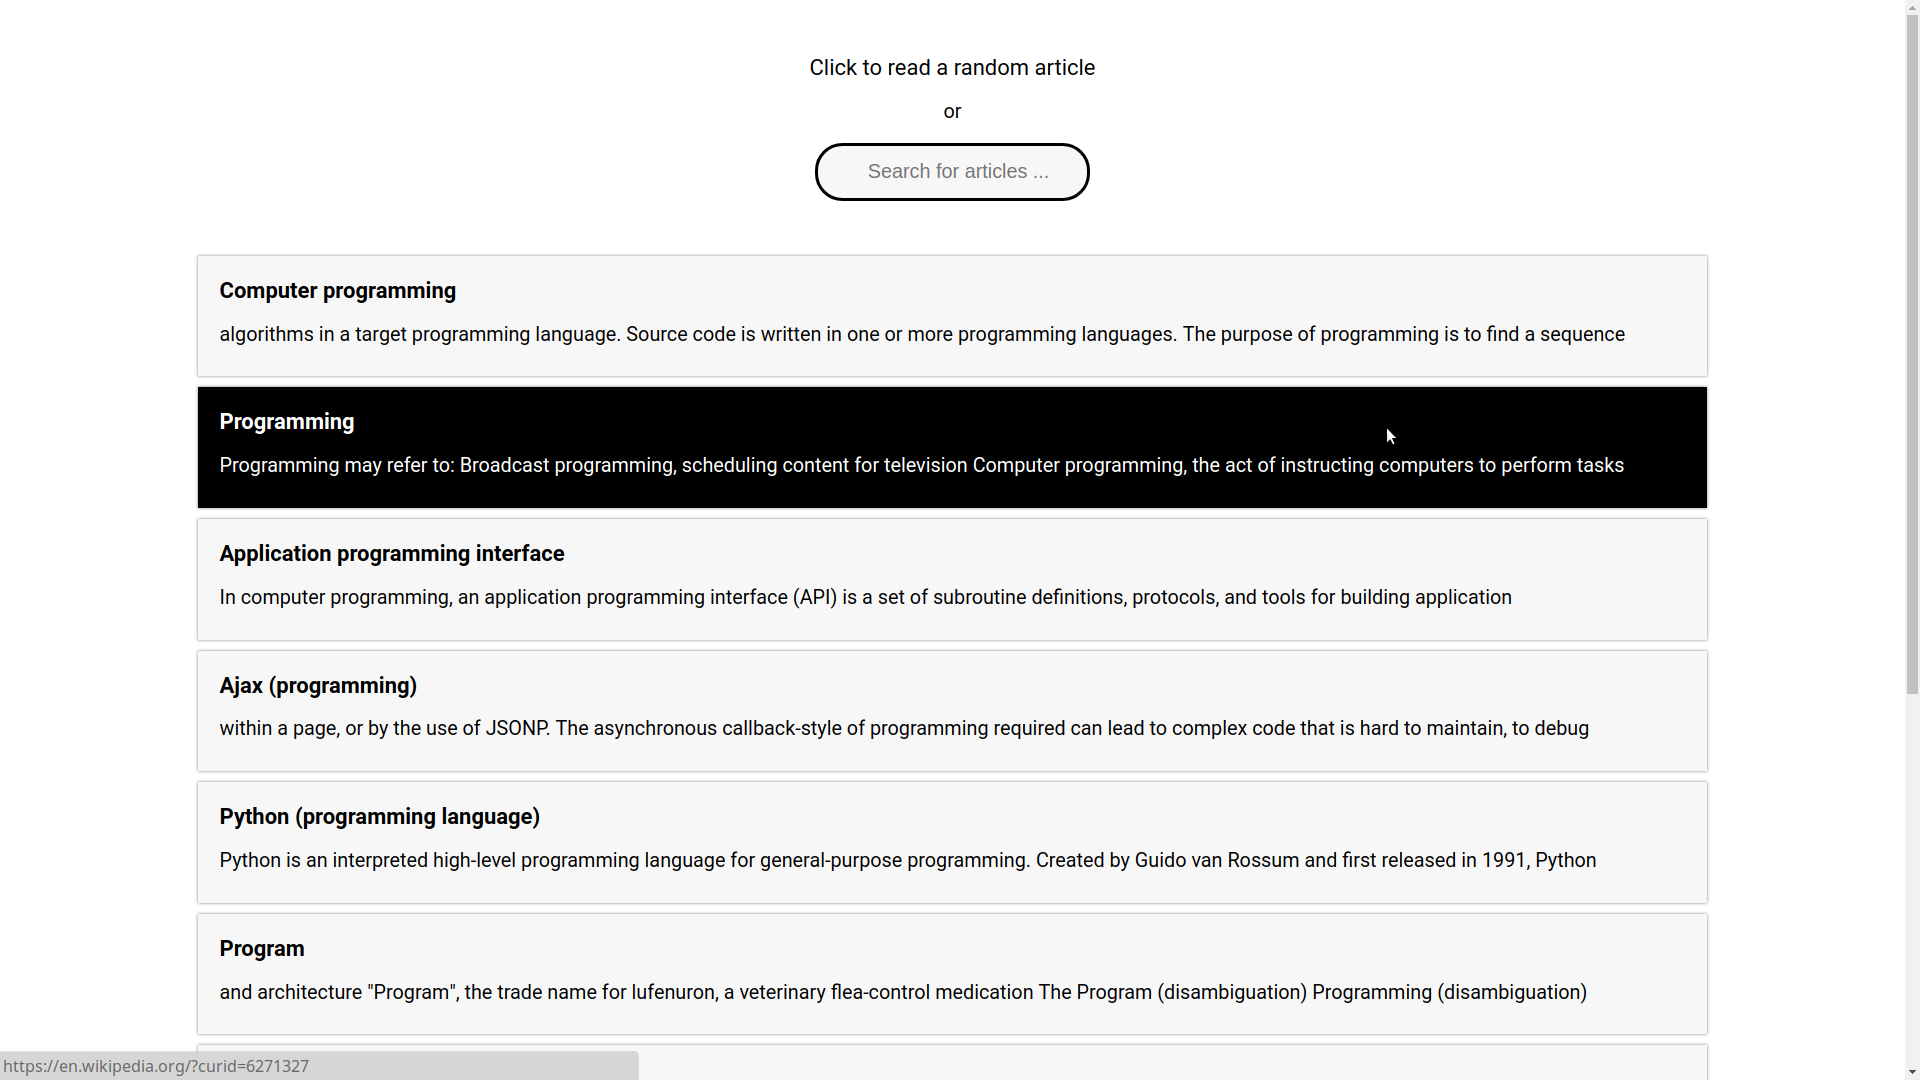 Click to read a random article
or
Search for articles ...
Computer programming
algorithms in a target programming language. Source code is written in one or more programming languages. The purpose of programming is to find a sequence
Programming
Programming may refer to: Broadcast programming, scheduling content for television Computer programming, the act of instructing computers to perform tasks
Application programming interface
In computer programming, an application programming interface (API) is a set of subroutine definitions, protocols, and tools for building application
Ajax (programming)
within a page, or by the use of JSONP. The asynchronous callback-style of programming required can lead to complex code that is hard to maintain, to debug
Python (programming language)
Python is an interpreted high-level programming language for general-purpose programming. Created by Guido van Rossum and first released in 1991, Python
Program
and architecture "Program", the trade name for lufenuron, a veterinary flea-control medication The Program (disambiguation) Programming (disambiguation)
https://en.wikipedia.org/?curid=6271327